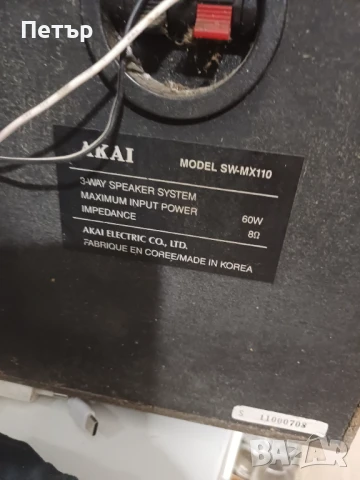 Петър
AKAI MODEL SW-MX110
3-WAY SPEAKER SYSTEM
MAXIMUM INPUT POWER 60W
IMPEDANCE 8Ω
AKAI ELECTRIC CO., LTD.
FABRIQUE EN COREE/MADE IN KOREA
S 11000708
BAZAR